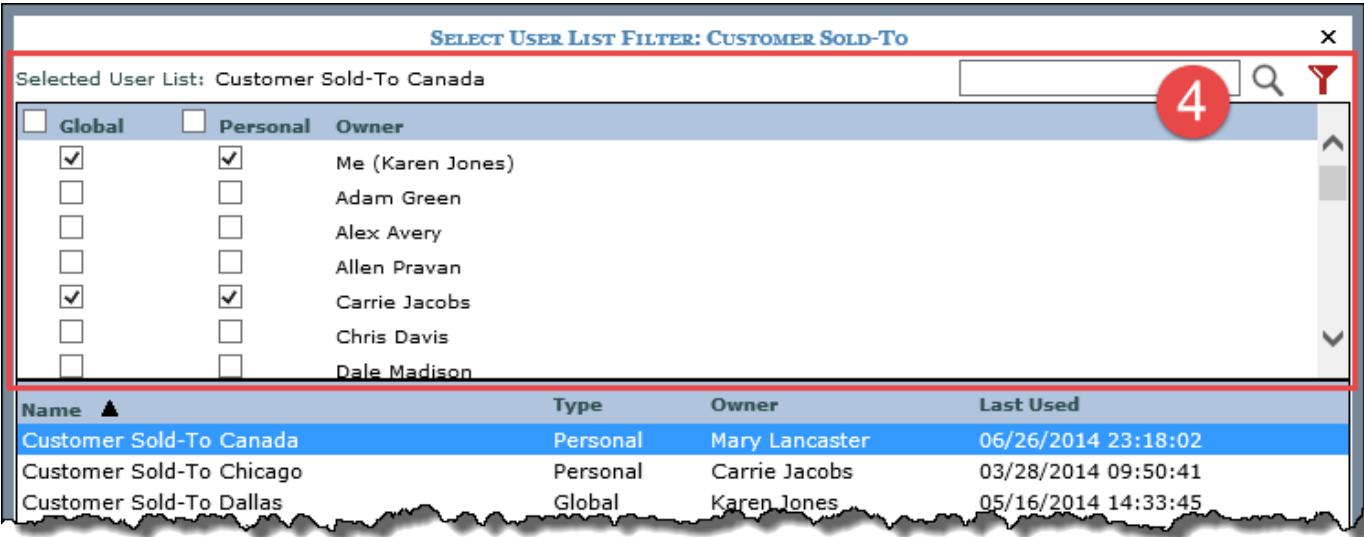 SELECT USER LIST FILTER: CUSTOMER SOLD-TO
Selected User List: Customer Sold-To Canada
4
Global Personal Owner
Me (Karen Jones)
Adam Green
Alex Avery
Allen Pravan
Carrie Jacobs
Chris Davis
Dale Madison
Name Type Owner Last Used
Customer Sold-To Canada Personal Mary Lancaster 06/26/2014 23:18:02
Customer Sold-To Chicago Personal Carrie Jacobs 03/28/2014 09:50:41
Customer Sold-To Dallas Global Karen Jones 05/16/2014 14:33:45